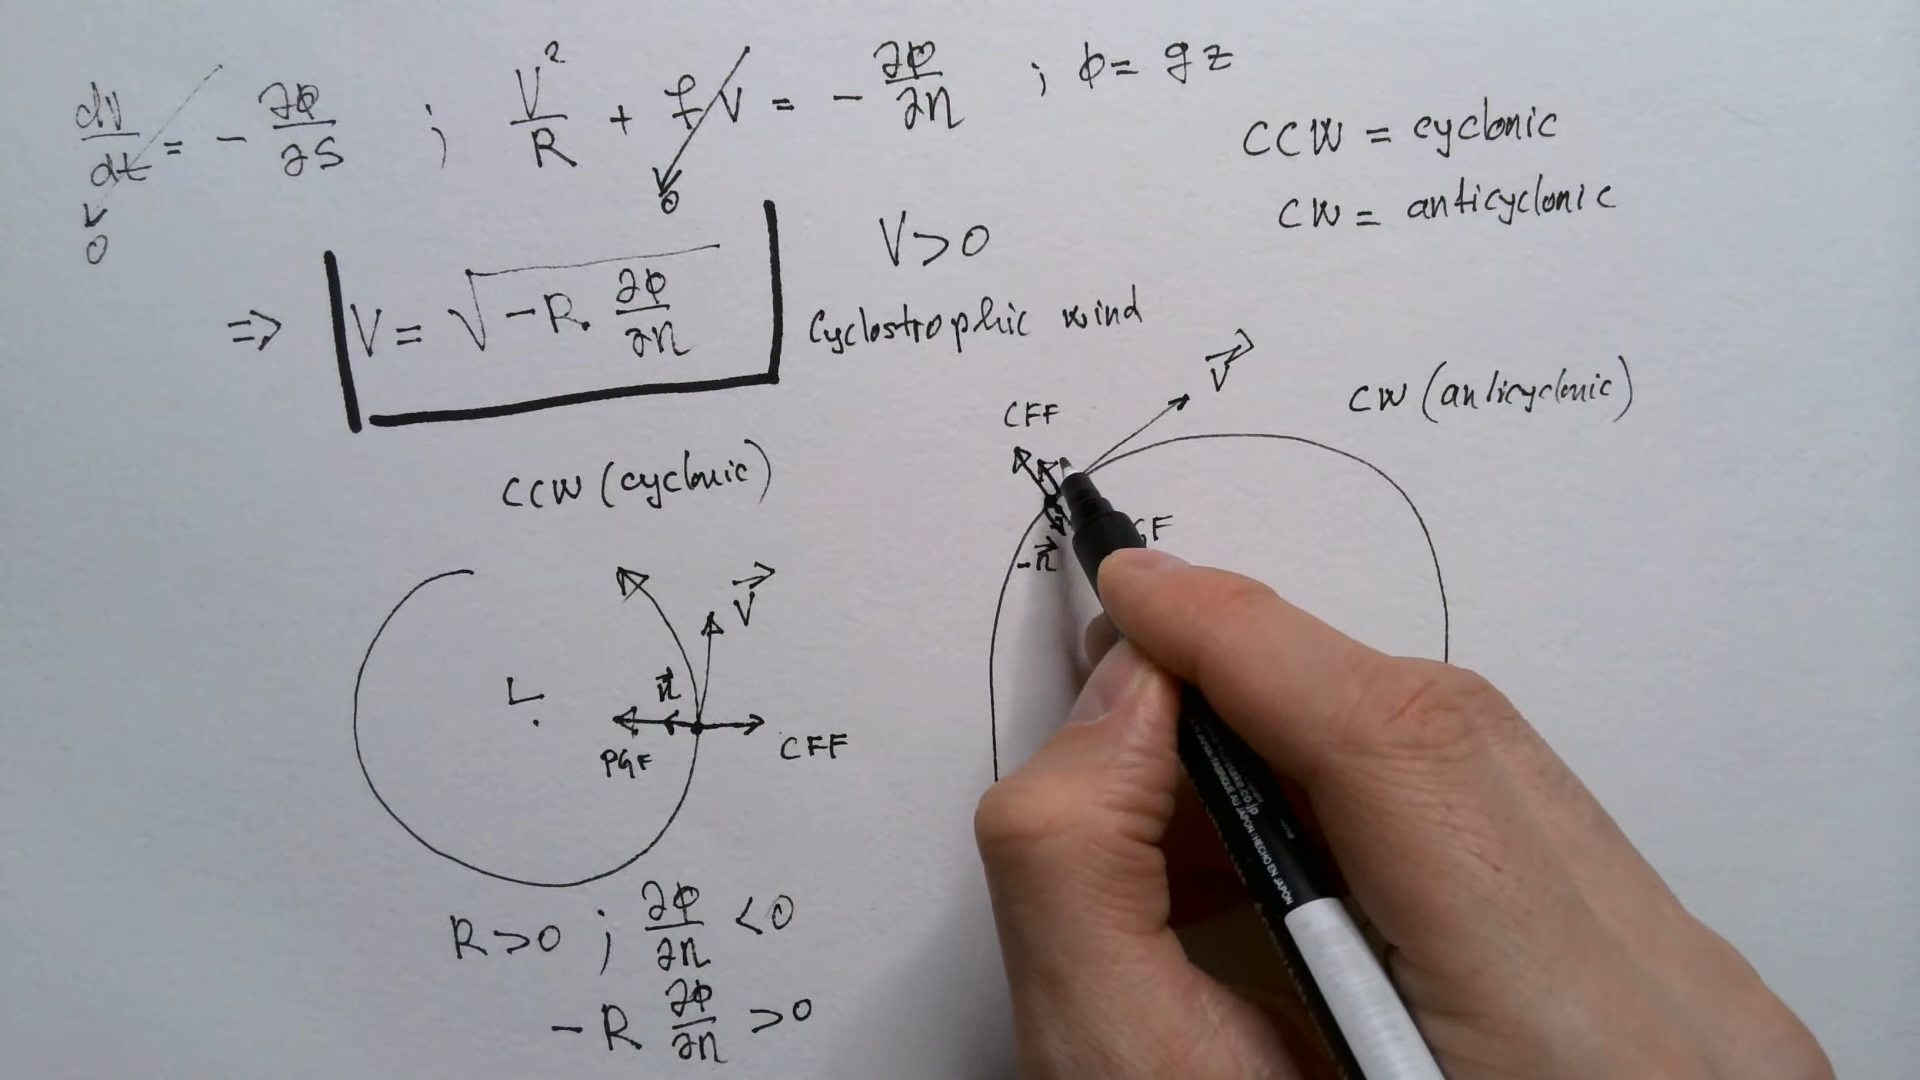 dV/dt = - ∂Φ/∂S ; V²/R + fV = - ∂Φ/∂n ; Φ = gz
0
0
CCW = cyclonic
CW = anticyclonic
V>0
=> V = √(-R · ∂Φ/∂n)
Cyclostrophic wind
CCW (cyclonic)
L
n⃗
V⃗
PGF
CFF
R>0 ; ∂Φ/∂n <0
-R ∂Φ/∂n >0
CW (anticyclonic)
CFF
V⃗
-n⃗
GF